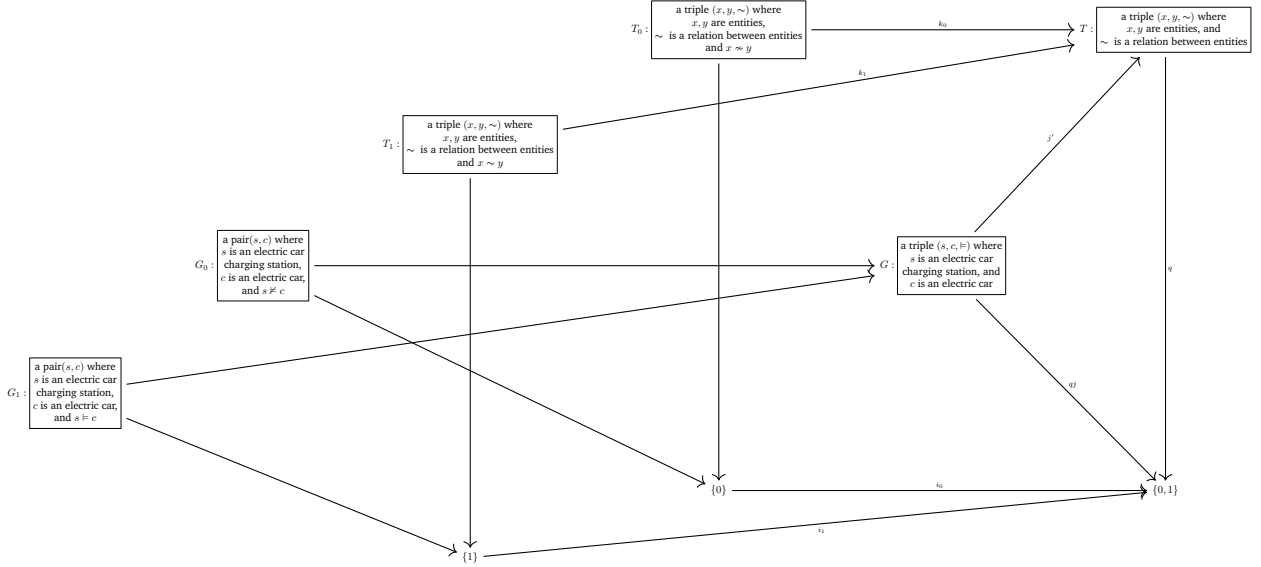 a triple (x, y, ∼) where
x, y are entities,
∼ is a relation between entities
and x ≁ y
T₀ :
k₀
T :
a triple (x, y, ∼) where
x, y are entities, and
∼ is a relation between entities
k₁
T₁ :
a triple (x, y, ∼) where
x, y are entities,
∼ is a relation between entities
and x ∼ y
j′
G₀ :
a pair(s, c) where
s is an electric car
charging station,
c is an electric car,
and s ⊭ c
G :
a triple (s, c, ⊨) where
s is an electric car
charging station, and
c is an electric car
q
G₁ :
a pair(s, c) where
s is an electric car
charging station,
c is an electric car,
and s ⊨ c
qj
{0}
i₀
{0, 1}
i₁
{1}